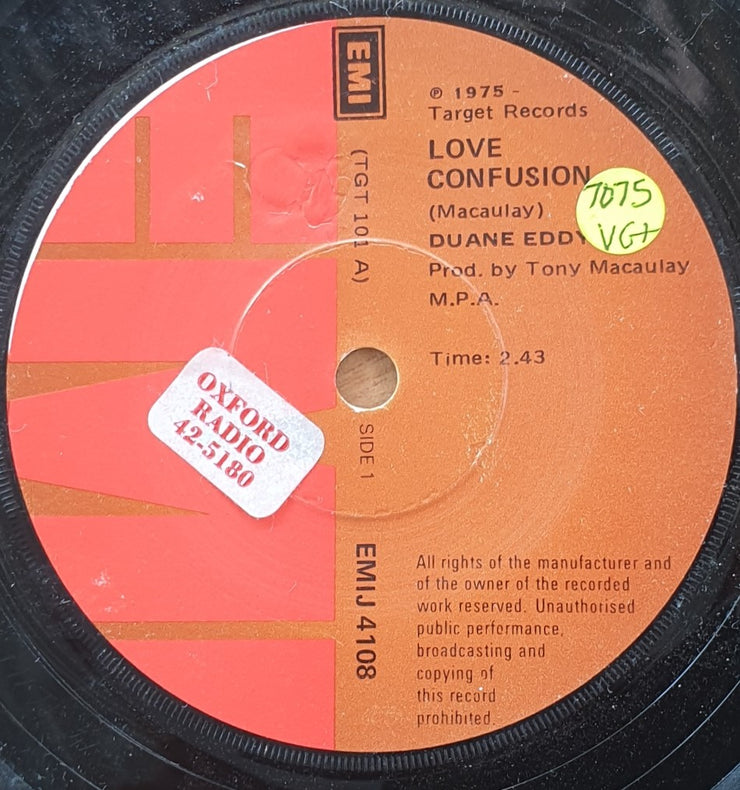 EMI
℗ 1975 -
Target Records
LOVE
CONFUSION
(Macaulay)
DUANE EDDY
Prod. by Tony Macaulay
M.P.A.
Time: 2.43
7075
VG+
(TGT 101 A)
OXFORD
RADIO
42-5180
SIDE 1
EMIJ 4108
All rights of the manufacturer and
of the owner of the recorded
work reserved. Unauthorised
public performance,
broadcasting and
copying of
this record
prohibited.